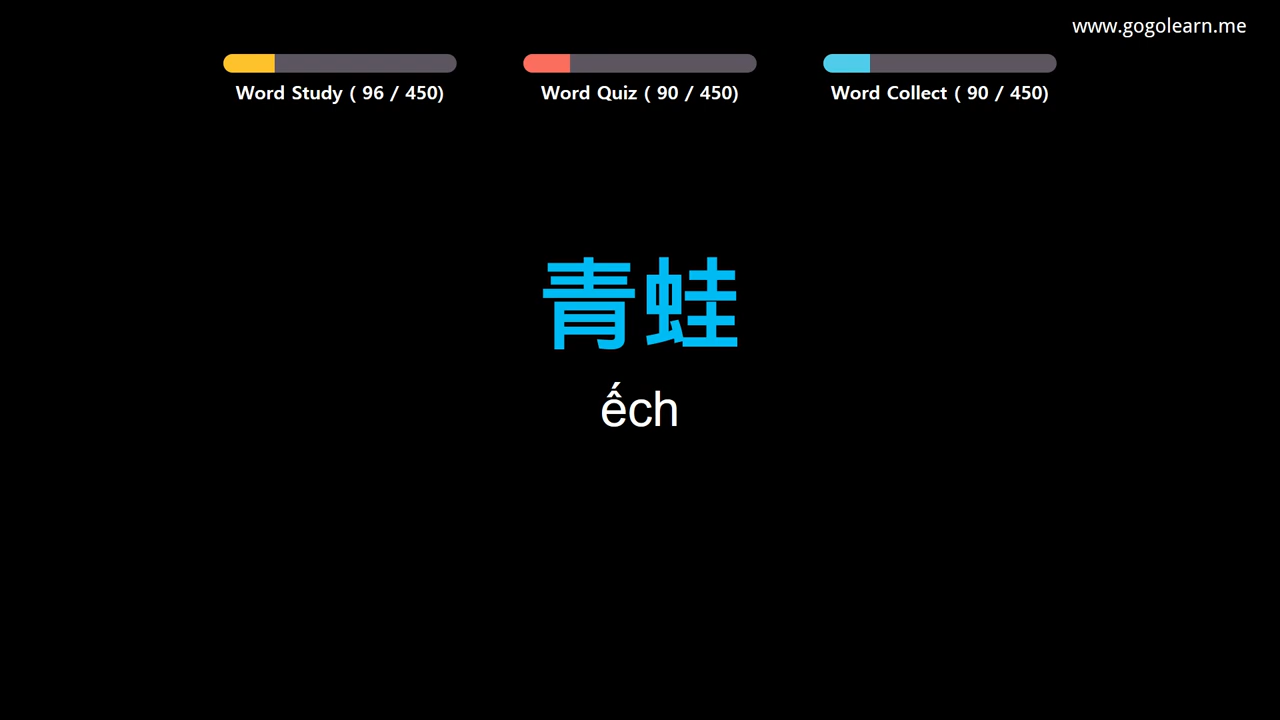 www.gogolearn.me
Word Study ( 96 / 450)
Word Quiz ( 90 / 450)
Word Collect ( 90 / 450)
青蛙
ếch